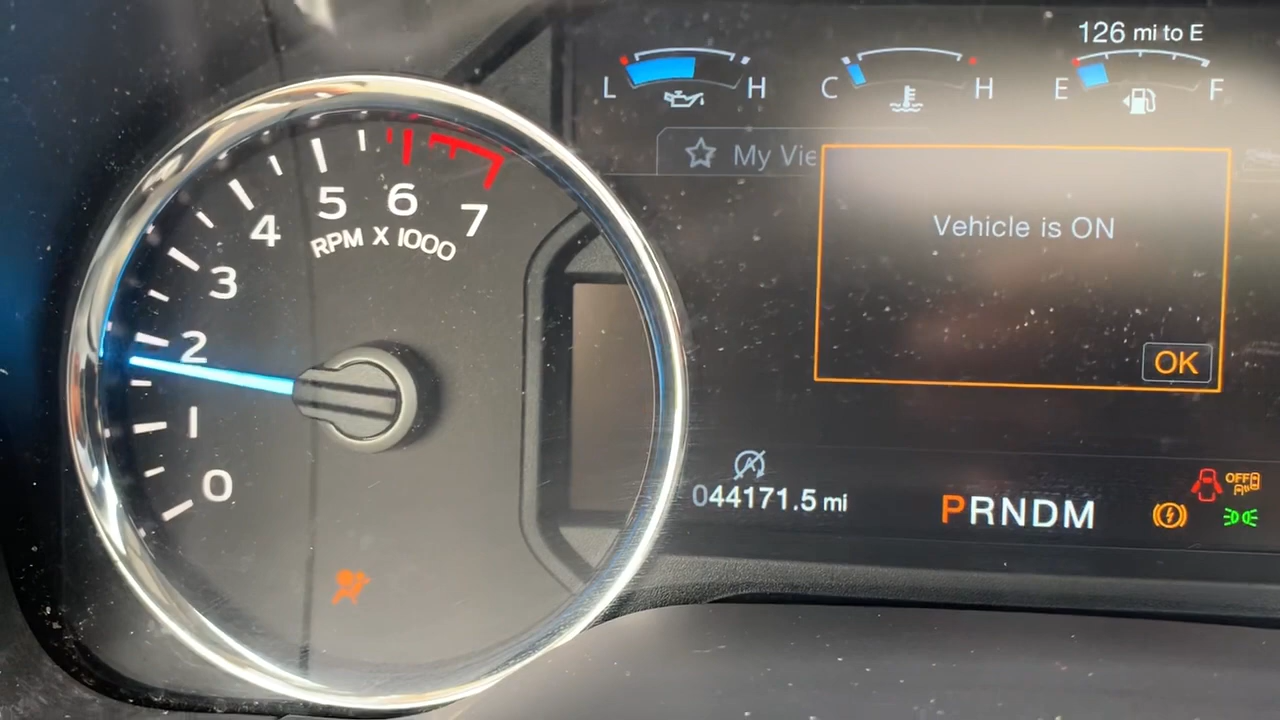 126 mi to E
L H C H E F
My Vie
Vehicle is ON
OK
0 1 2 3 4 5 6 7
RPM X 1000
044171.5 mi
PRNDM
OFF